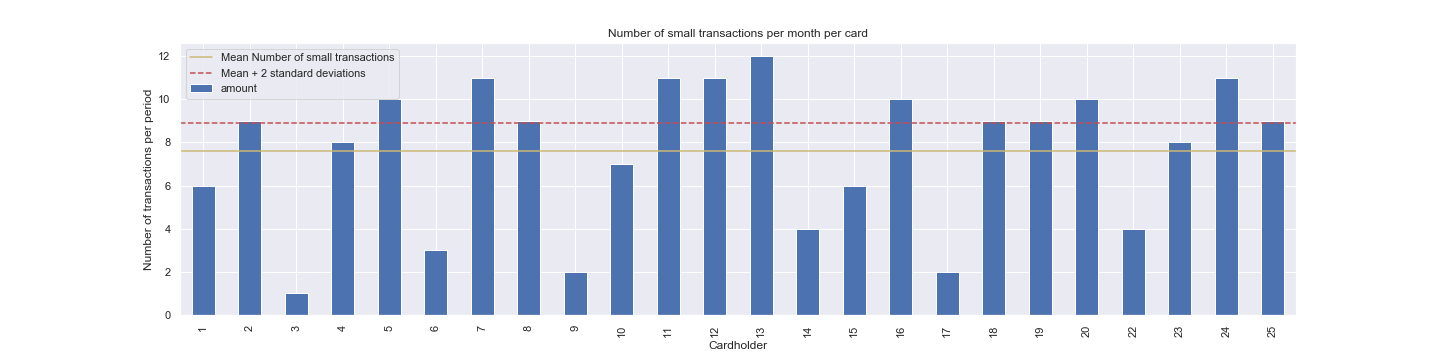 Number of small transactions per month per card
Mean Number of small transactions
Mean + 2 standard deviations
amount
Number of transactions per period
12
10
8
6
4
2
0
1 2 3 4 5 6 7 8 9 10 11 12 13 14 15 16 17 18 19 20 22 23 24 25
Cardholder